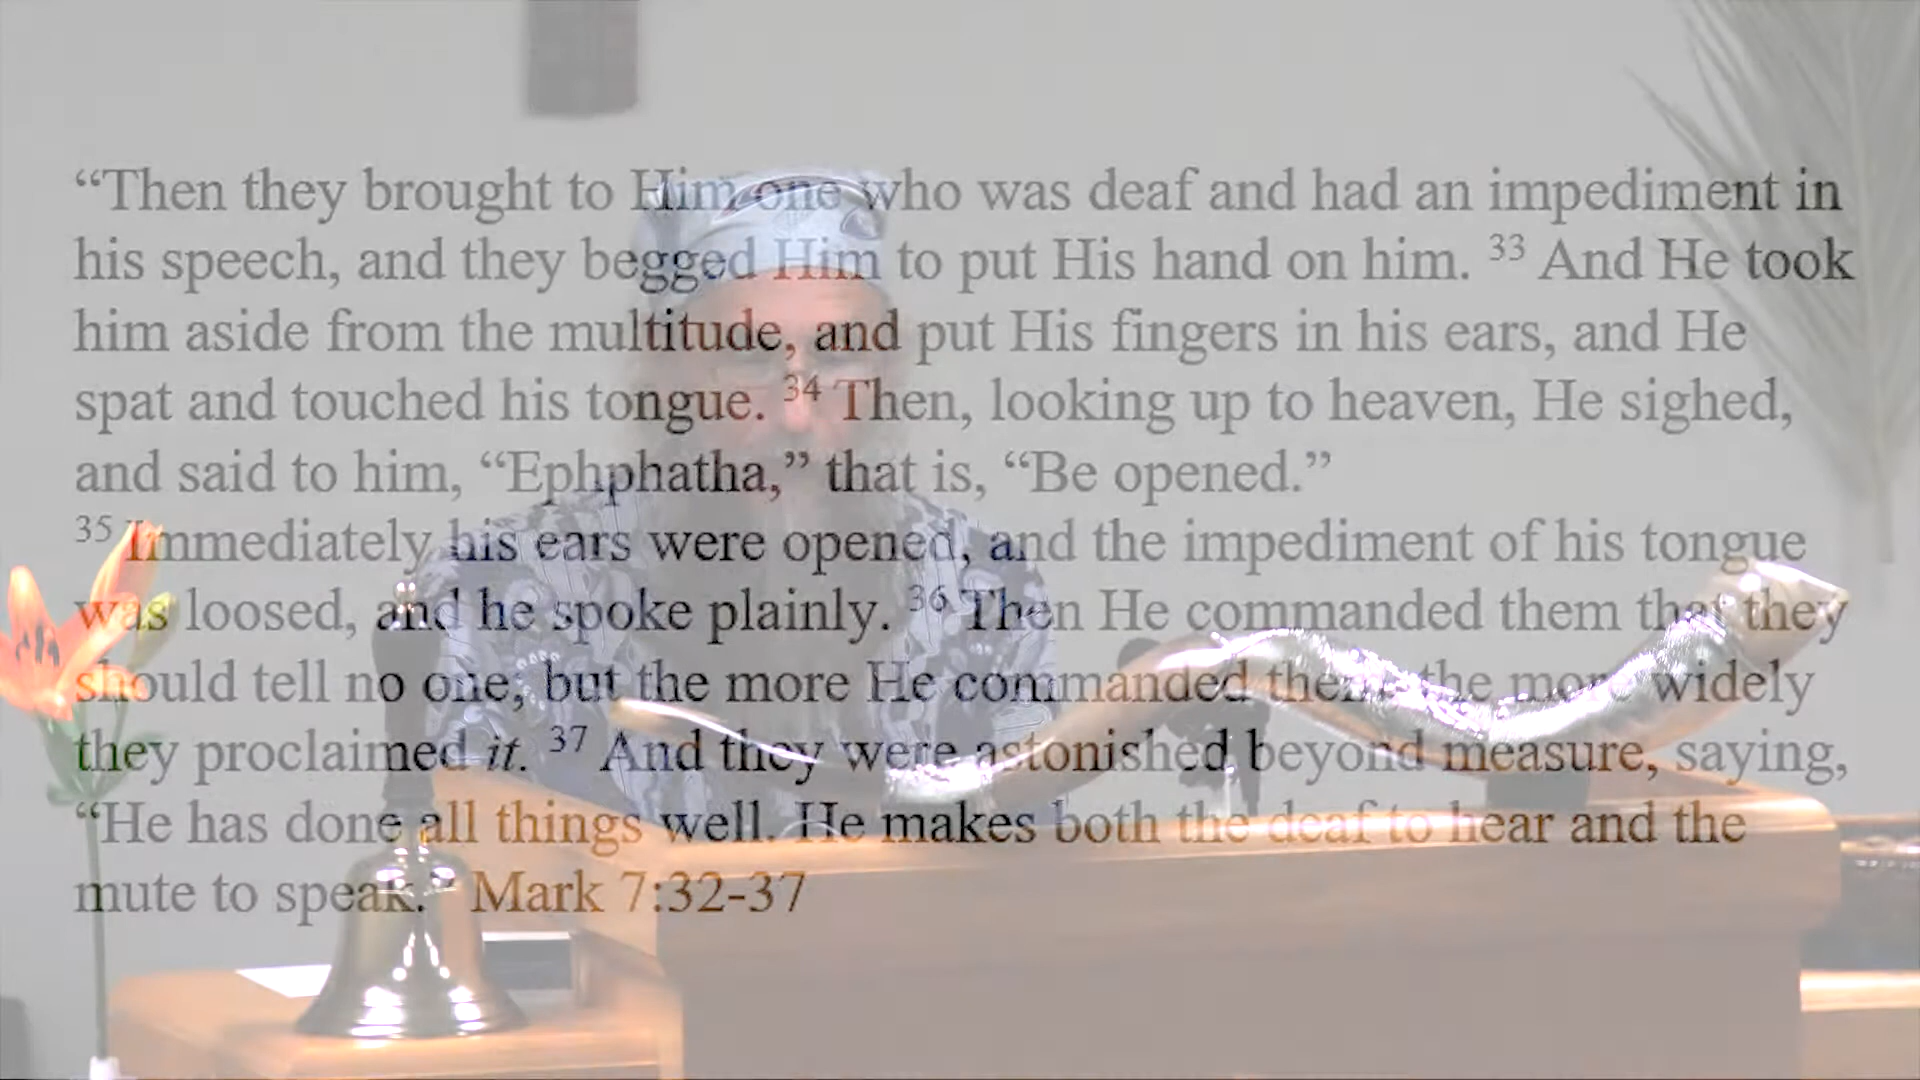 “Then they brought to Him one who was deaf and had an impediment in
his speech, and they begged Him to put His hand on him. 33 And He took
him aside from the multitude, and put His fingers in his ears, and He
spat and touched his tongue. 34 Then, looking up to heaven, He sighed,
and said to him, “Ephphatha,” that is, “Be opened.”
35 Immediately his ears were opened, and the impediment of his tongue
was loosed, and he spoke plainly. 36 Then He commanded them that they
should tell no one; but the more He commanded them, the more widely
they proclaimed it. 37 And they were astonished beyond measure, saying,
“He has done all things well. He makes both the deaf to hear and the
mute to speak.” Mark 7:32-37